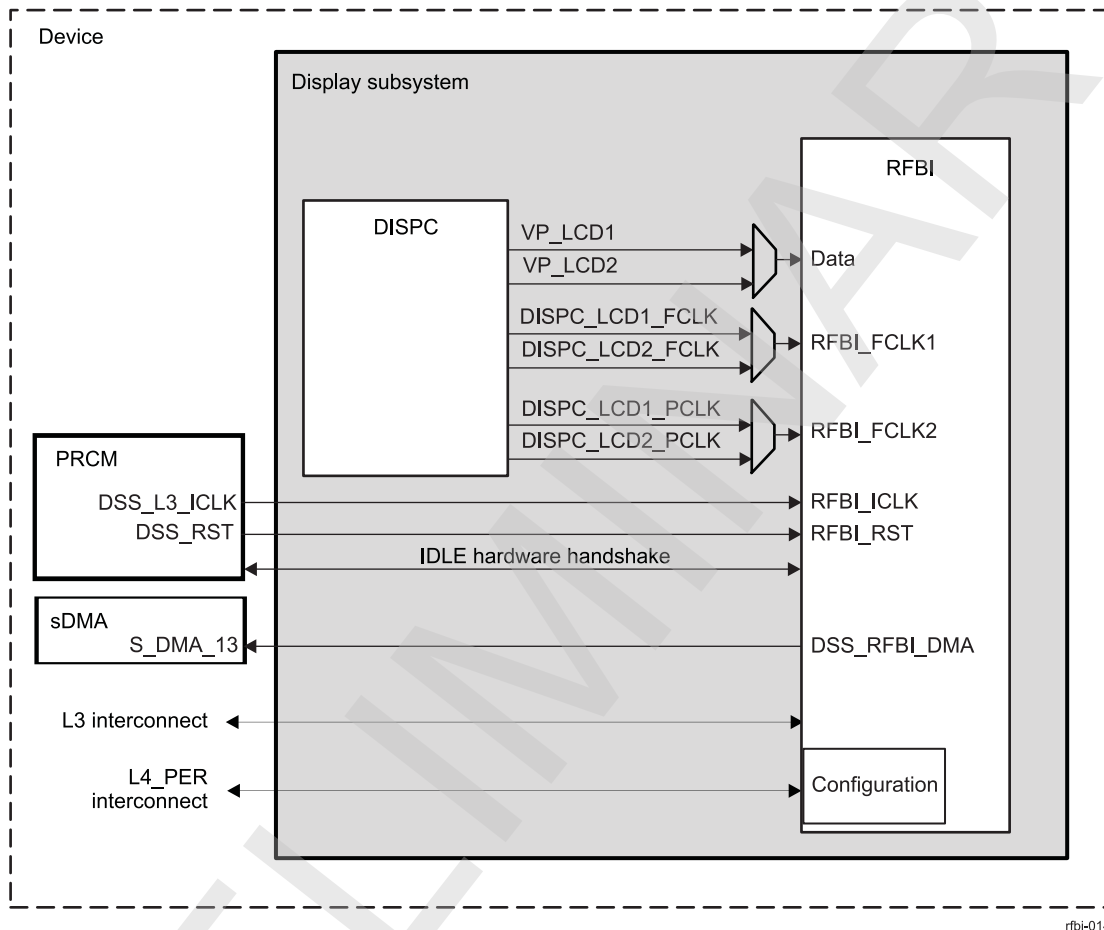 Device
Display subsystem
RFBI
DISPC
VP_LCD1
VP_LCD2
Data
DISPC_LCD1_FCLK
DISPC_LCD2_FCLK
RFBI_FCLK1
DISPC_LCD1_PCLK
DISPC_LCD2_PCLK
RFBI_FCLK2
PRCM
DSS_L3_ICLK
RFBI_ICLK
DSS_RST
RFBI_RST
IDLE hardware handshake
sDMA
S_DMA_13
DSS_RFBI_DMA
L3 interconnect
L4_PER
interconnect
Configuration